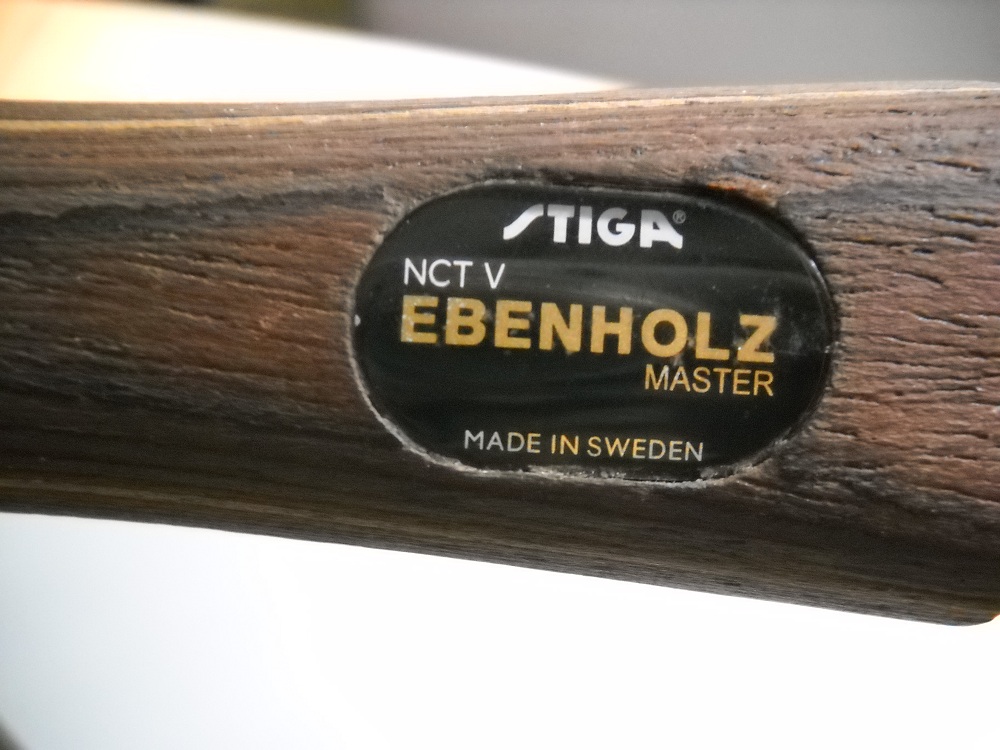 STIGA®
NCT V
EBENHOLZ
MASTER
MADE IN SWEDEN